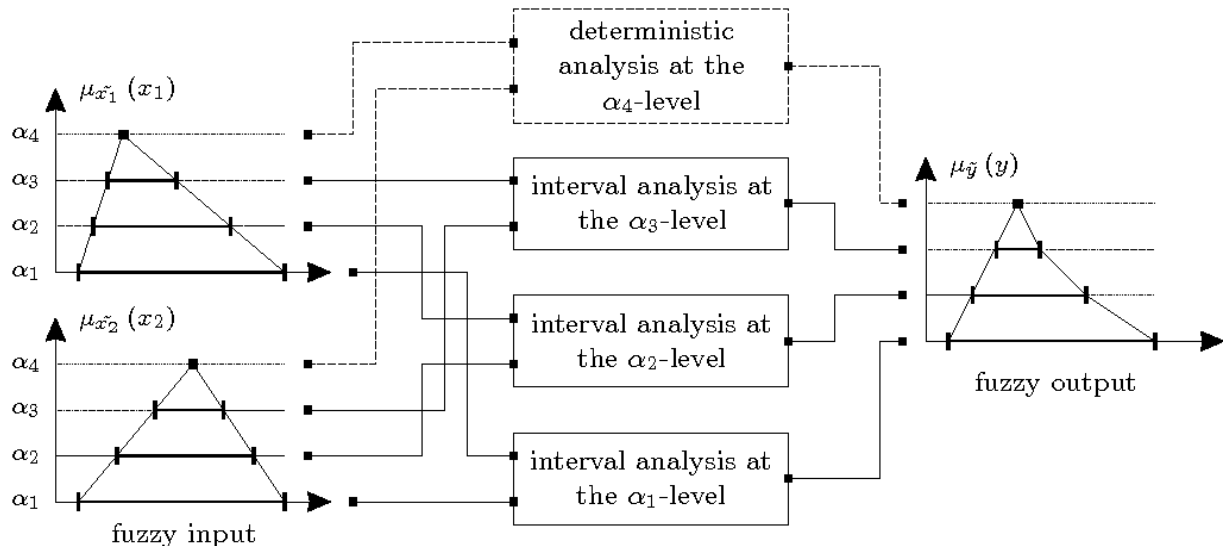 μx̃₁ (x₁)
α₄
α₃
α₂
α₁
μx̃₂ (x₂)
α₄
α₃
α₂
α₁
fuzzy input
deterministic
analysis at the
α₄-level
interval analysis at
the α₃-level
interval analysis at
the α₂-level
interval analysis at
the α₁-level
μỹ (y)
fuzzy output